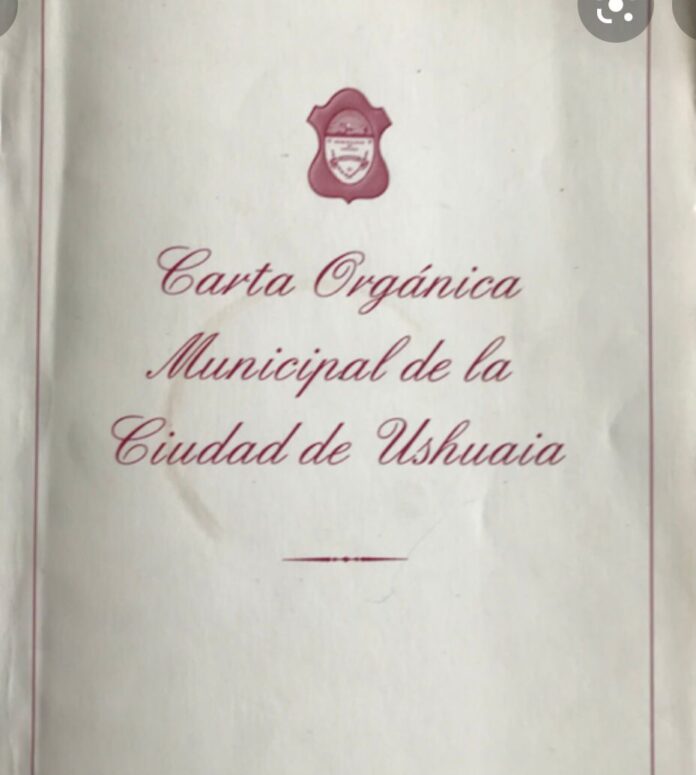 Carta Orgánica
Municipal de la
Ciudad de Ushuaia